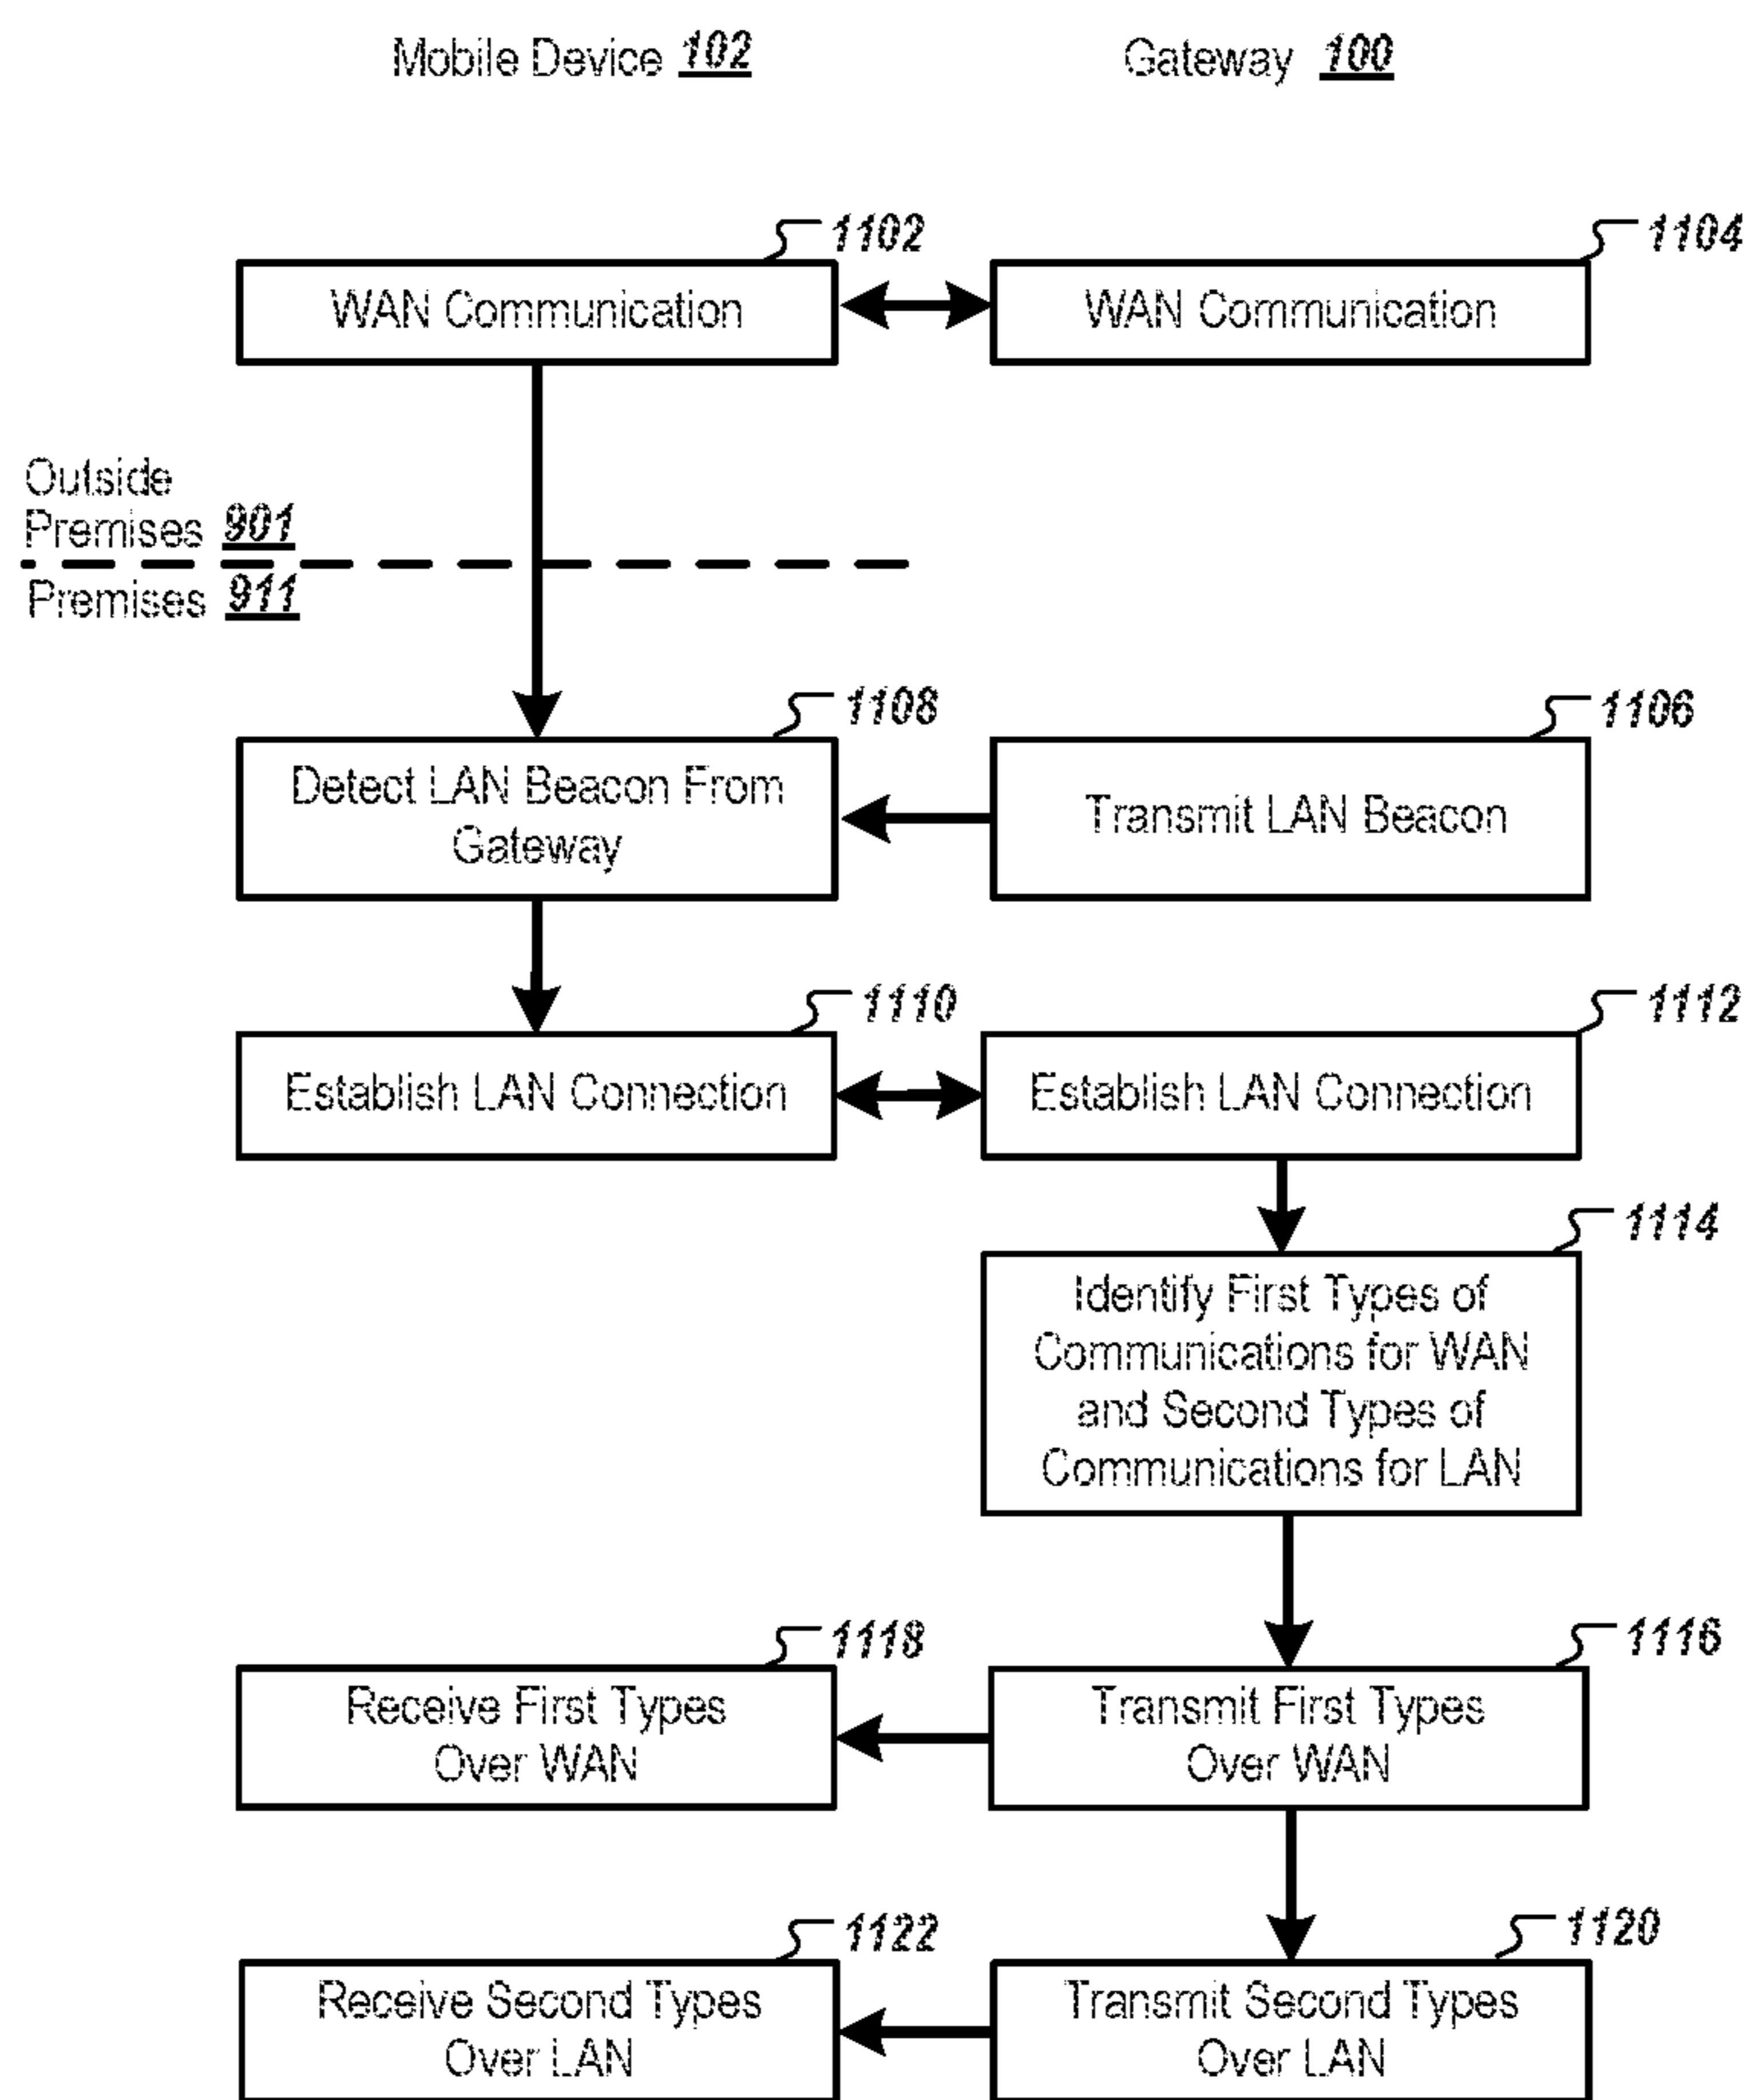 Mobile Device 102
Gateway 100
1102
1104
WAN Communication
WAN Communication
Outside
Premises 901
Premises 911
1108
1106
Detect LAN Beacon From
Gateway
Transmit LAN Beacon
1110
1112
Establish LAN Connection
Establish LAN Connection
1114
Identify First Types of
Communications for WAN
and Second Types of
Communications for LAN
1118
1116
Receive First Types
Over WAN
Transmit First Types
Over WAN
1122
1120
Receive Second Types
Over LAN
Transmit Second Types
Over LAN